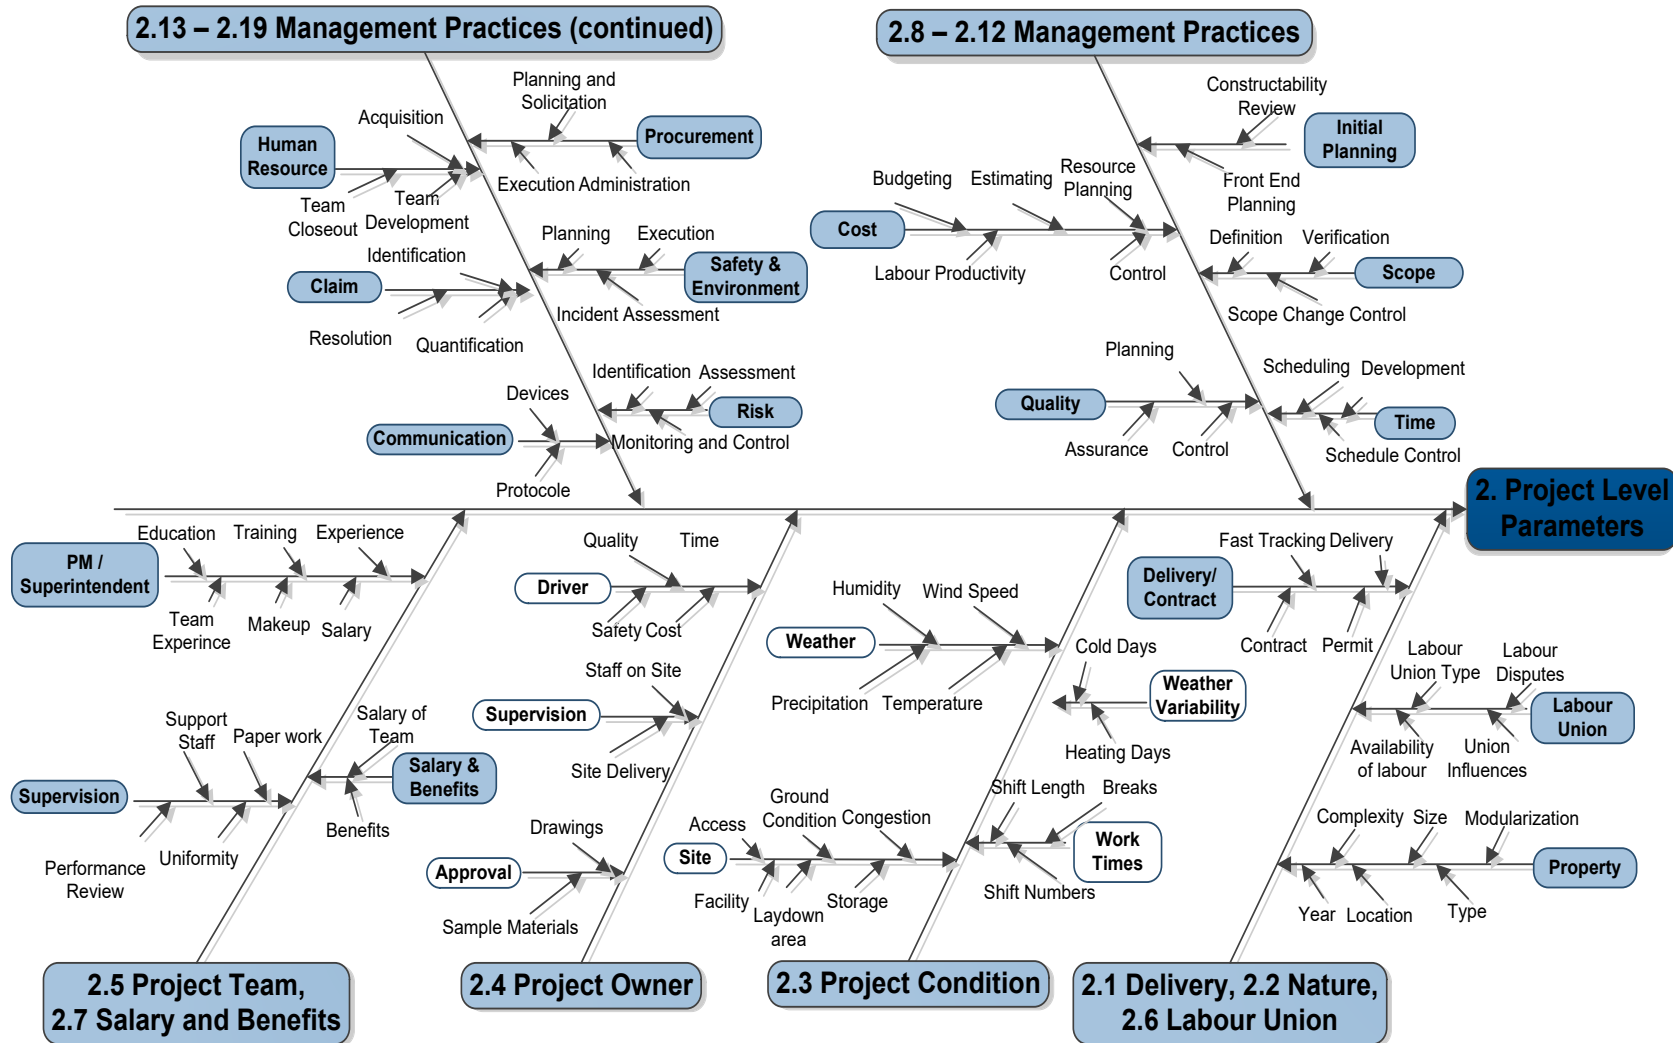 2.13 – 2.19 Management Practices (continued)
2.8 – 2.12 Management Practices
Planning and
Solicitation
Acquisition
Human
Resource
Procurement
Team
Closeout
Team
Development
Execution
Administration
Identification
Planning
Execution
Claim
Safety &
Environment
Incident Assessment
Resolution
Quantification
Identification
Assessment
Devices
Risk
Communication
Monitoring and Control
Protocole
Constructability
Review
Initial
Planning
Front End
Planning
Budgeting
Estimating
Resource
Planning
Cost
Labour Productivity
Control
Definition
Verification
Scope
Scope Change Control
Planning
Quality
Assurance
Control
Scheduling
Development
Time
Schedule Control
2. Project Level
Parameters
Education
Training
Experience
PM /
Superintendent
Team
Experince
Makeup
Salary
Support
Staff
Paper work
Salary of
Team
Salary &
Benefits
Supervision
Benefits
Performance
Review
Uniformity
Quality
Time
Driver
Safety
Cost
Staff on Site
Supervision
Site Delivery
Drawings
Approval
Sample Materials
Humidity
Wind Speed
Weather
Precipitation
Temperature
Cold Days
Weather
Variability
Heating Days
Access
Ground
Condition
Congestion
Site
Facility
Laydown
area
Storage
Shift Length
Breaks
Work
Times
Shift Numbers
Fast Tracking
Delivery
Delivery/
Contract
Contract
Permit
Labour
Union Type
Labour
Disputes
Labour
Union
Availability
of labour
Union
Influences
Complexity
Size
Modularization
Property
Year
Location
Type
2.5 Project Team,
2.7 Salary and Benefits
2.4 Project Owner
2.3 Project Condition
2.1 Delivery, 2.2 Nature,
2.6 Labour Union